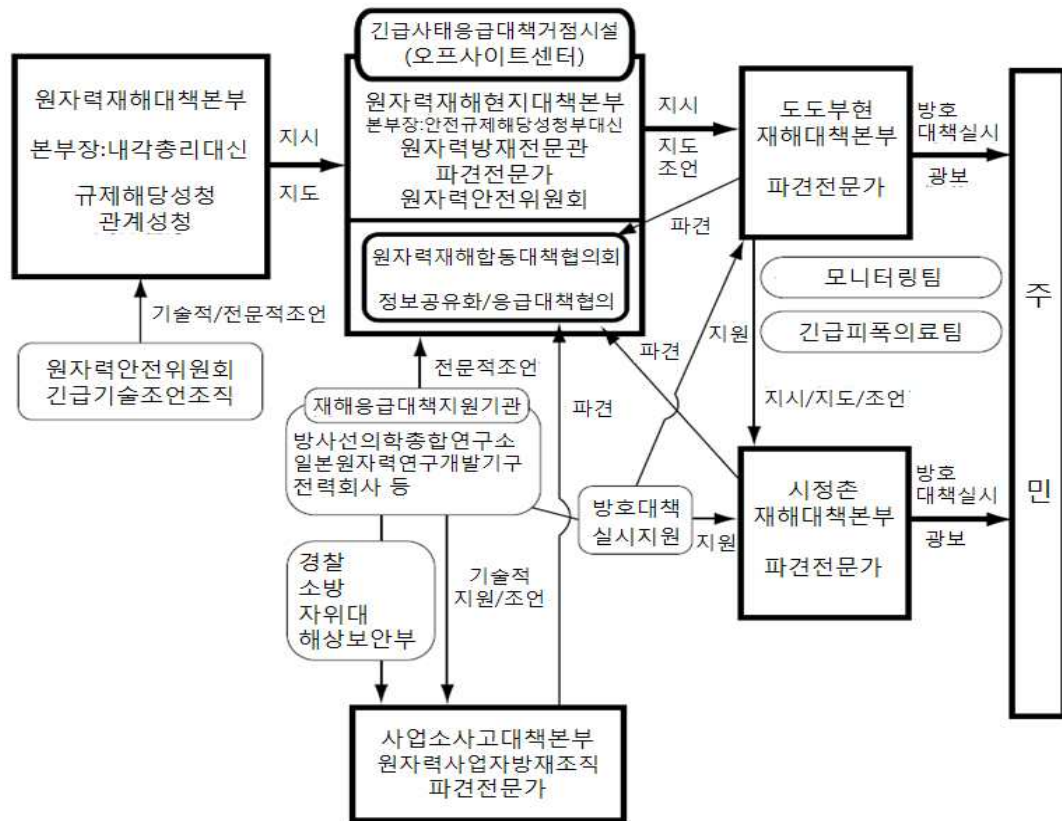 긴급사태응급대책거점시설
(오프사이트센터)
원자력재해대책본부
본부장:내각총리대신
규제해당성청
관계성청
지시
지도
원자력재해현지대책본부
본부장:안전규제해당성청부대신
원자력방재전문관
파견전문가
원자력안전위원회
지시
지도
조언
도도부현
재해대책본부
파견전문가
방호
대책실시
광보
주
민
파견
원자력재해합동대책협의회
정보공유화/응급대책협의
기술적/전문적조언
원자력안전위원회
긴급기술조언조직
모니터링팀
긴급피폭의료팀
지원
파견
전문적조언
파견
지시/지도/조언
재해응급대책지원기관
방사선의학총합연구소
일본원자력연구개발기구
전력회사 등
방호대책
실시지원
지원
시정촌
재해대책본부
파견전문가
방호
대책실시
광보
경찰
소방
자위대
해상보안부
기술적
지원/조언
사업소사고대책본부
원자력사업자방재조직
파견전문가